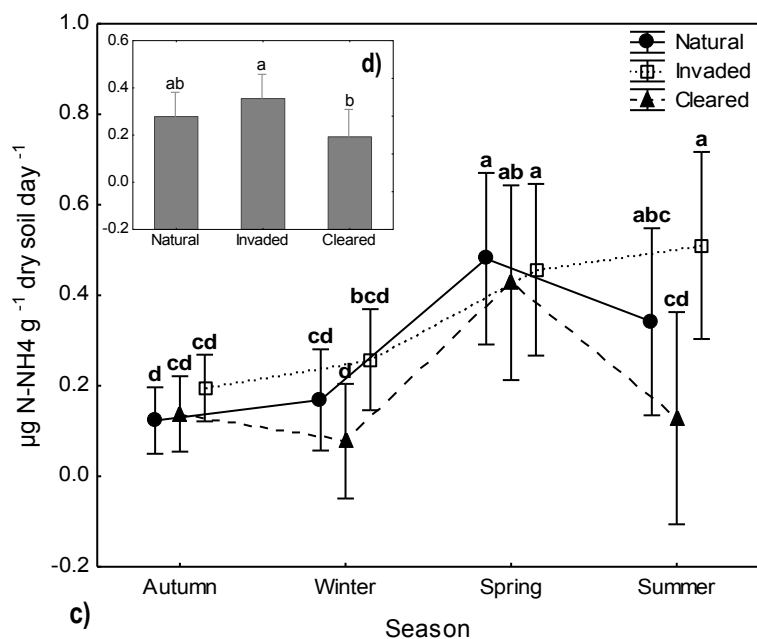 1.0
0.8
0.6
0.4
0.2
0.0
-0.2
µg N-NH4 g -1 dry soil day -1
0.6
0.4
0.2
0.0
-0.2
d)
ab
a
b
Natural
Invaded
Cleared
Natural
Invaded
Cleared
d
cd
cd
cd
d
bcd
a
ab
a
abc
cd
a
Autumn
Winter
Spring
Summer
c)
Season